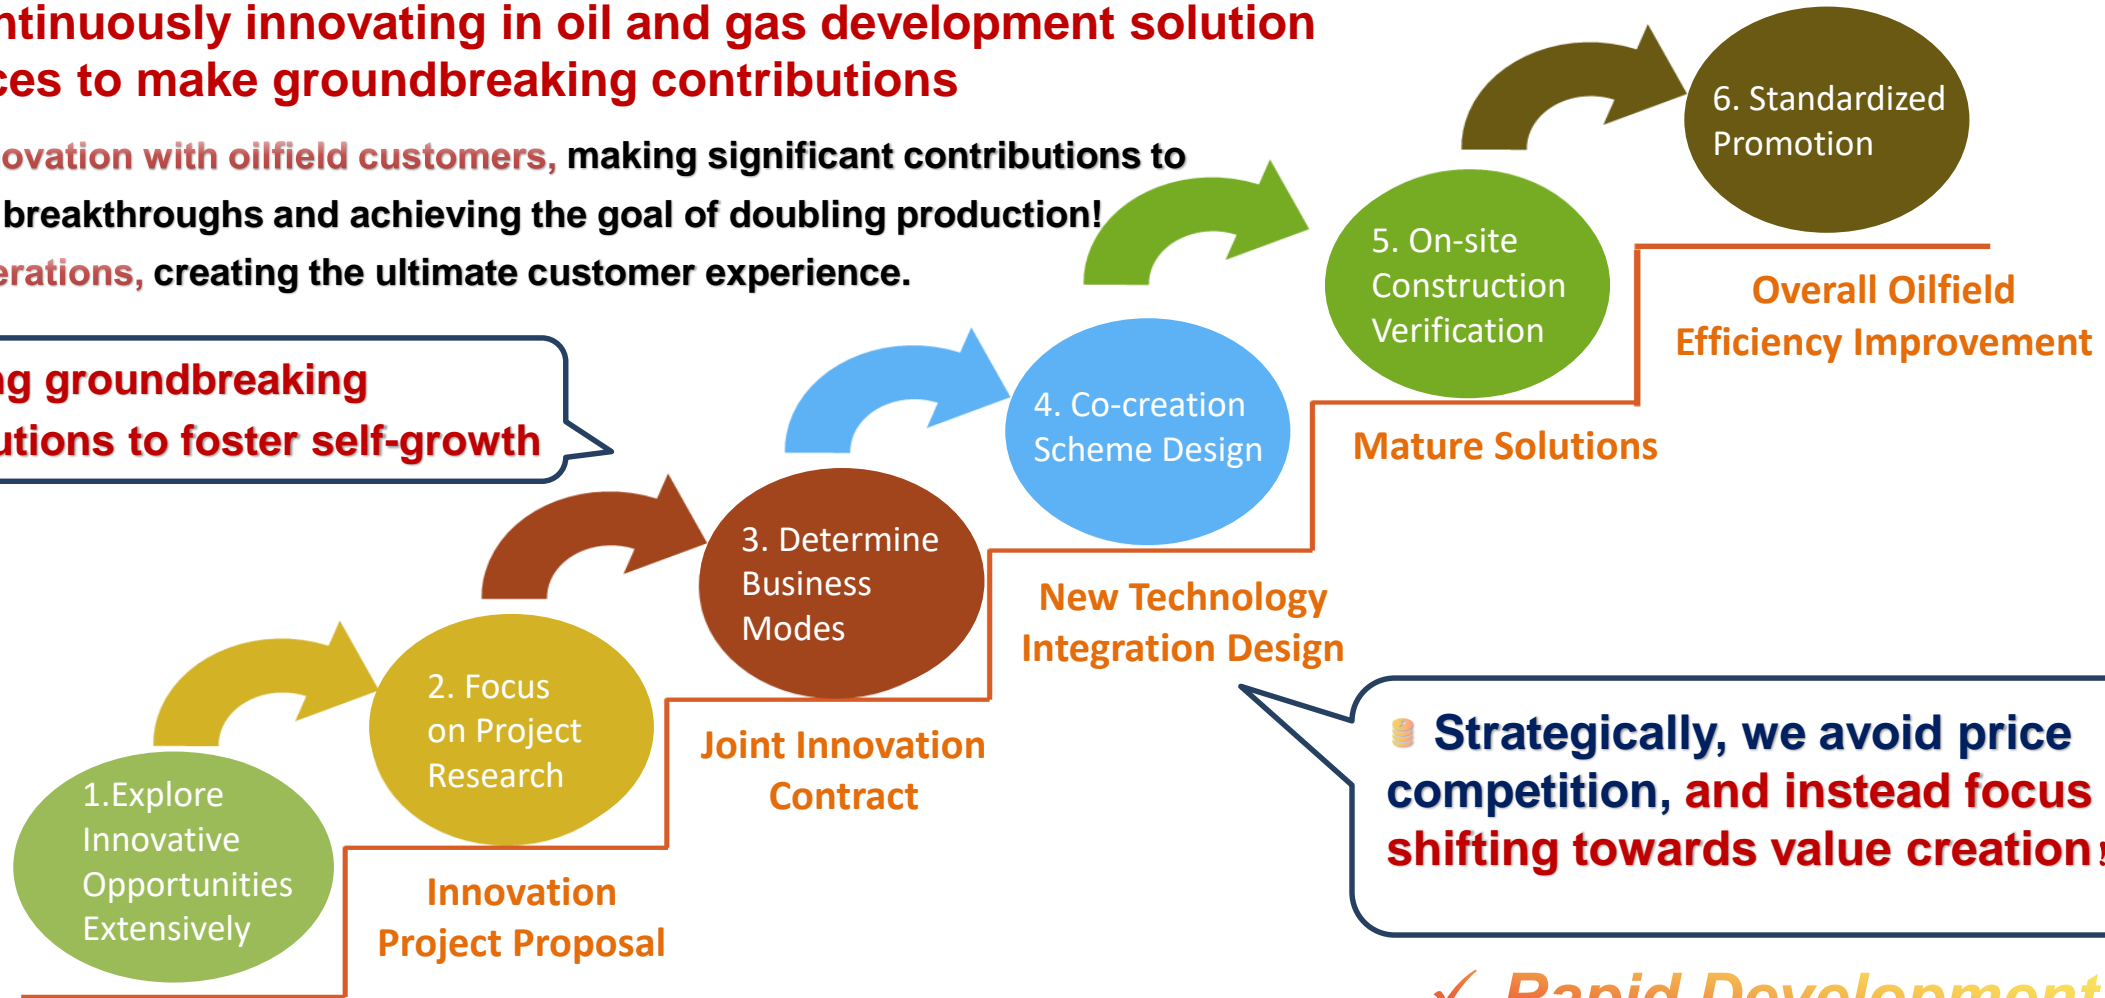 ntinuously innovating in oil and gas development solution
ces to make groundbreaking contributions
ovation with oilfield customers, making significant contributions to
breakthroughs and achieving the goal of doubling production!
erations, creating the ultimate customer experience.
ng groundbreaking
utions to foster self-growth
6. Standardized
Promotion
5. On-site
Construction
Verification
Overall Oilfield
Efficiency Improvement
4. Co-creation
Scheme Design
Mature Solutions
3. Determine
Business
Modes
New Technology
Integration Design
2. Focus
on Project
Research
Joint Innovation
Contract
1.Explore
Innovative
Opportunities
Extensively
Innovation
Project Proposal
Strategically, we avoid price
competition, and instead focus
shifting towards value creation!
✓ Rapid Development